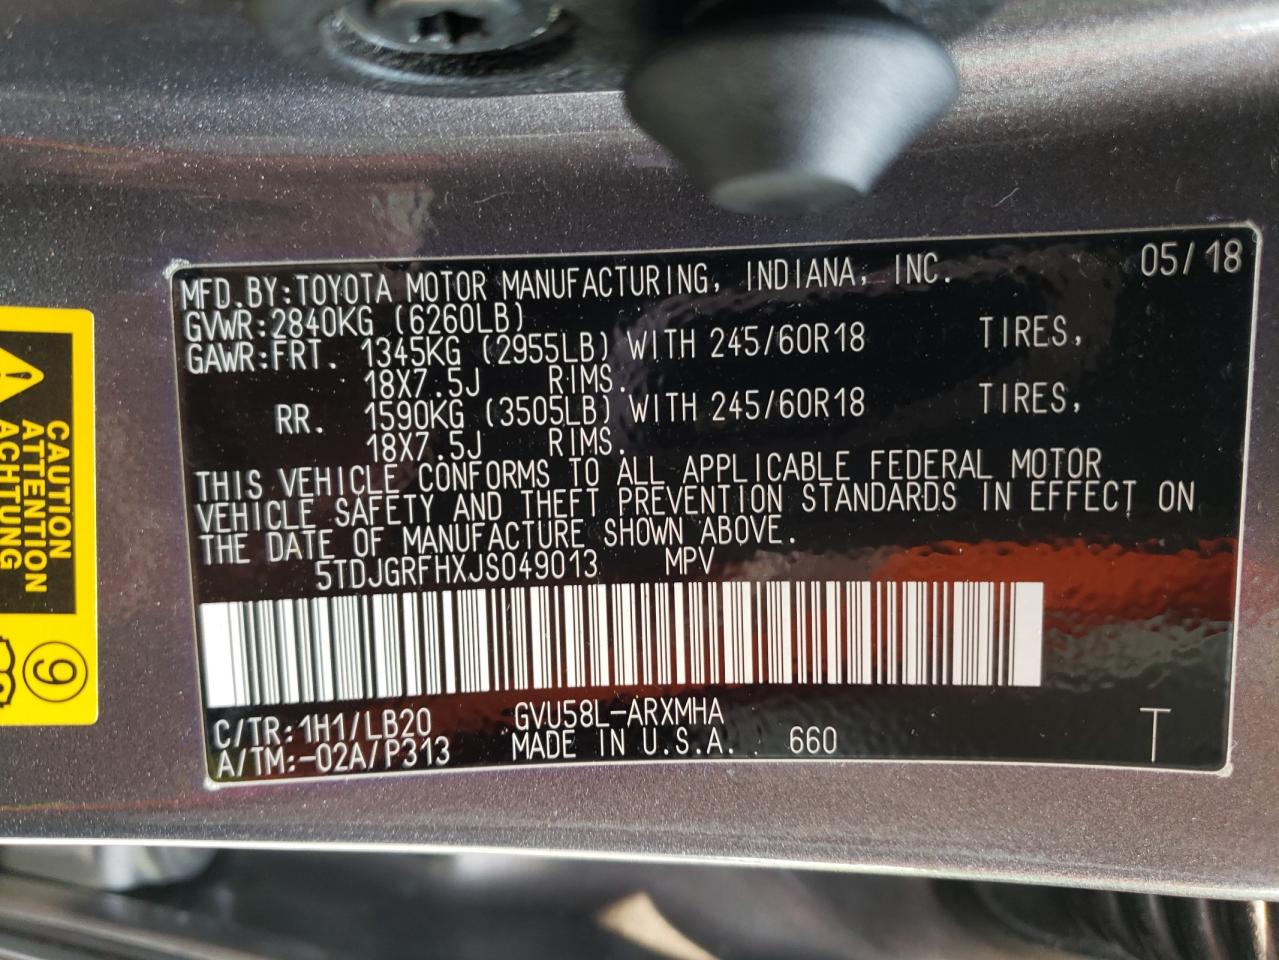 MFD.BY:TOYOTA MOTOR MANUFACTURING, INDIANA, INC. 05/18
GVWR:2840KG (6260LB)
GAWR:FRT. 1345KG (2955LB) WITH 245/60R18 TIRES,
18X7.5J RIMS.
RR. 1590KG (3505LB) WITH 245/60R18 TIRES,
18X7.5J RIMS.
THIS VEHICLE CONFORMS TO ALL APPLICABLE FEDERAL MOTOR
VEHICLE SAFETY AND THEFT PREVENTION STANDARDS IN EFFECT ON
THE DATE OF MANUFACTURE SHOWN ABOVE.
5TDJGRFHXJS049013 MPV
C/TR:1H1/LB20 GVU58L-ARXMHA
A/TM:-02A/P313 MADE IN U.S.A. 660 T
CAUTION
ATTENTION
ACHTUNG
9